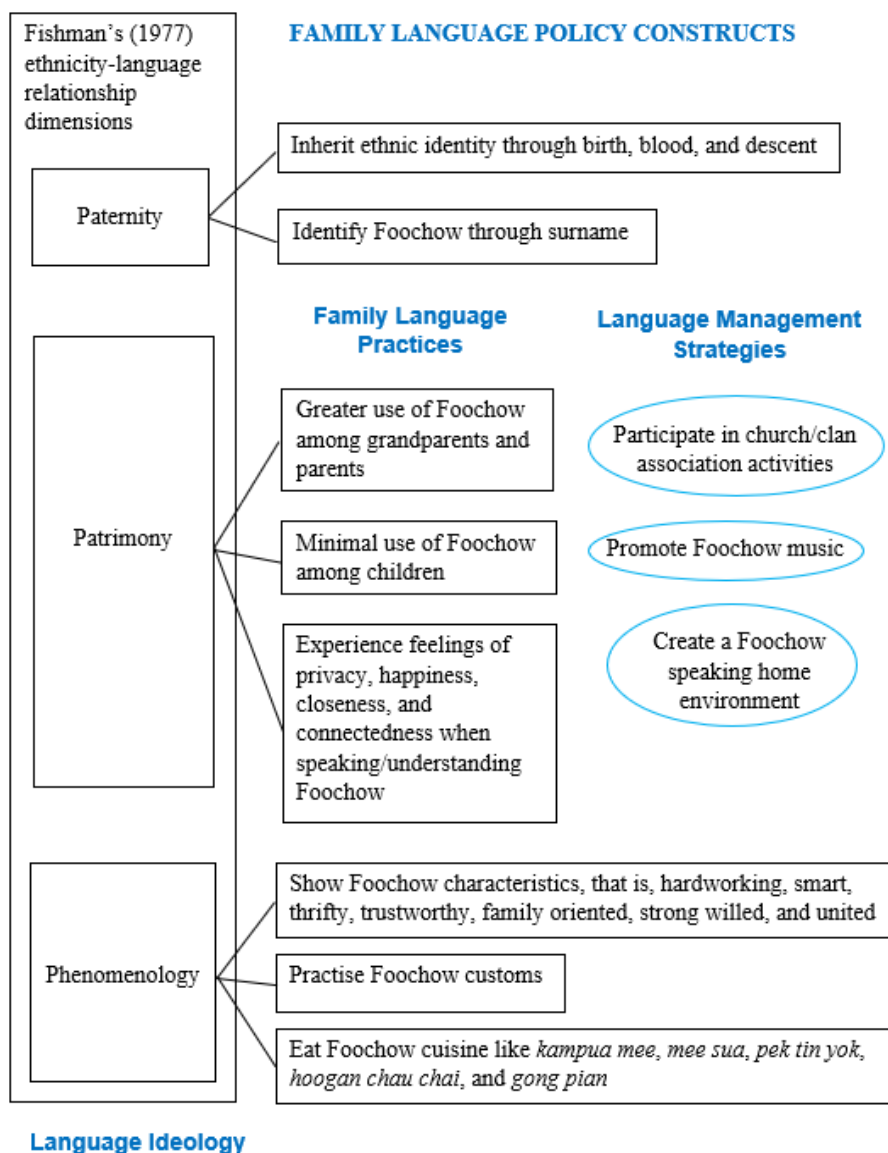 Fishman's (1977)
ethnicity-language
relationship
dimensions
FAMILY LANGUAGE POLICY CONSTRUCTS
Paternity
Inherit ethnic identity through birth, blood, and descent
Identify Foochow through surname
Family Language
Practices
Language Management
Strategies
Patrimony
Greater use of Foochow
among grandparents and
parents
Participate in church/clan
association activities
Minimal use of Foochow
among children
Promote Foochow music
Experience feelings of
privacy, happiness,
closeness, and
connectedness when
speaking/understanding
Foochow
Create a Foochow
speaking home
environment
Phenomenology
Show Foochow characteristics, that is, hardworking, smart,
thrifty, trustworthy, family oriented, strong willed, and united
Practise Foochow customs
Eat Foochow cuisine like kampua mee, mee sua, pek tin yok,
hoogan chau chai, and gong pian
Language Ideology